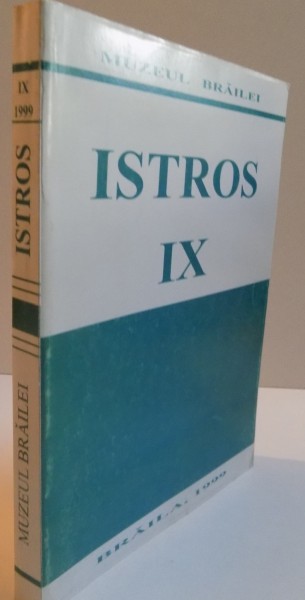 MUZEUL BRĂILEI
ISTROS
IX
BRĂILA, 1999
IX
1999
ISTROS
MUZEUL BRĂILEI